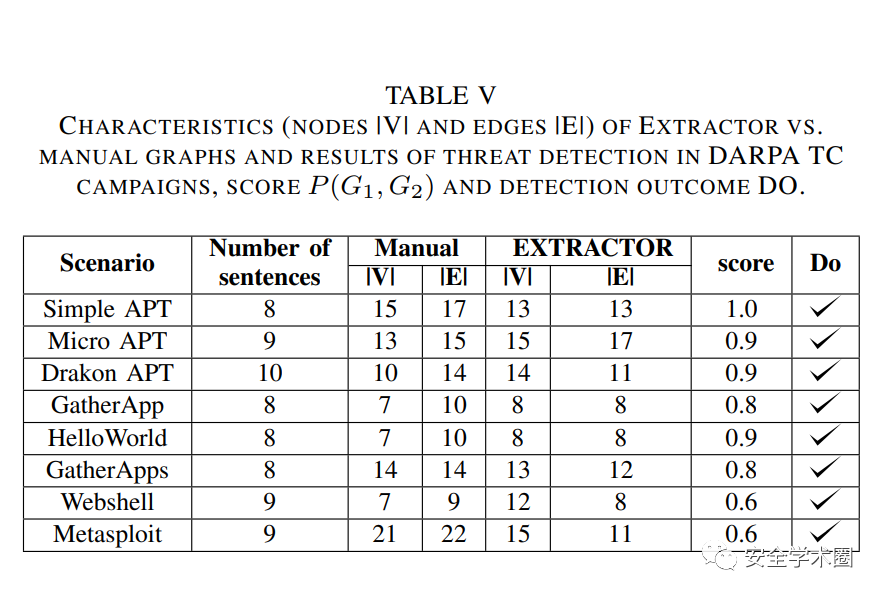 TABLE V
CHARACTERISTICS (NODES |V| AND EDGES |E|) OF EXTRACTOR VS.
MANUAL GRAPHS AND RESULTS OF THREAT DETECTION IN DARPA TC
CAMPAIGNS, SCORE P(G₁, G₂) AND DETECTION OUTCOME DO.
Scenario Number of sentences Manual EXTRACTOR score Do
|V| |E| |V| |E|
Simple APT 8 15 17 13 13 1.0 ✓
Micro APT 9 13 15 15 17 0.9 ✓
Drakon APT 10 10 14 14 11 0.9 ✓
GatherApp 8 7 10 8 8 0.8 ✓
HelloWorld 8 7 10 8 8 0.9 ✓
GatherApps 8 14 14 13 12 0.8 ✓
Webshell 9 7 9 12 8 0.6 ✓
Metasploit 9 21 22 15 11 0.6 ✓
安全学术圈